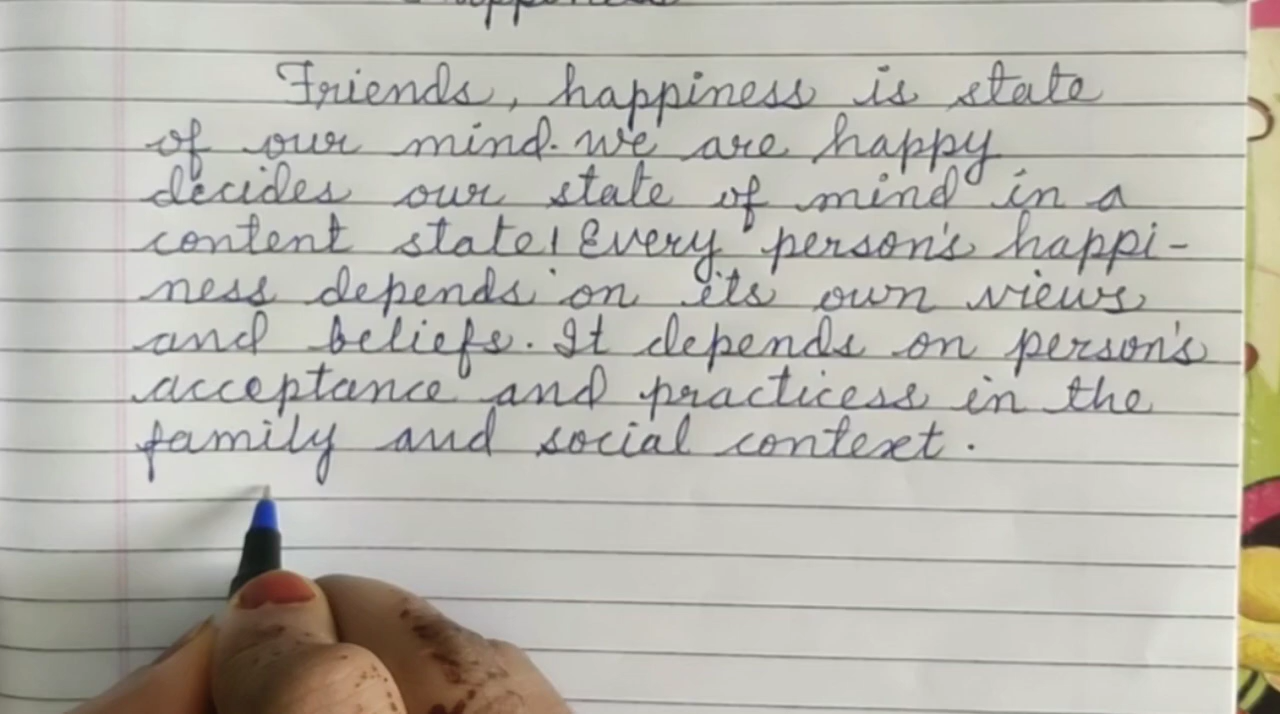 Happiness
Friends, happiness is state
of our mind. we are happy
decides our state of mind in a
content state! Every person's happi-
ness depends on its own views
and beliefs. It depends on person's
acceptance and practicess in the
family and social context.